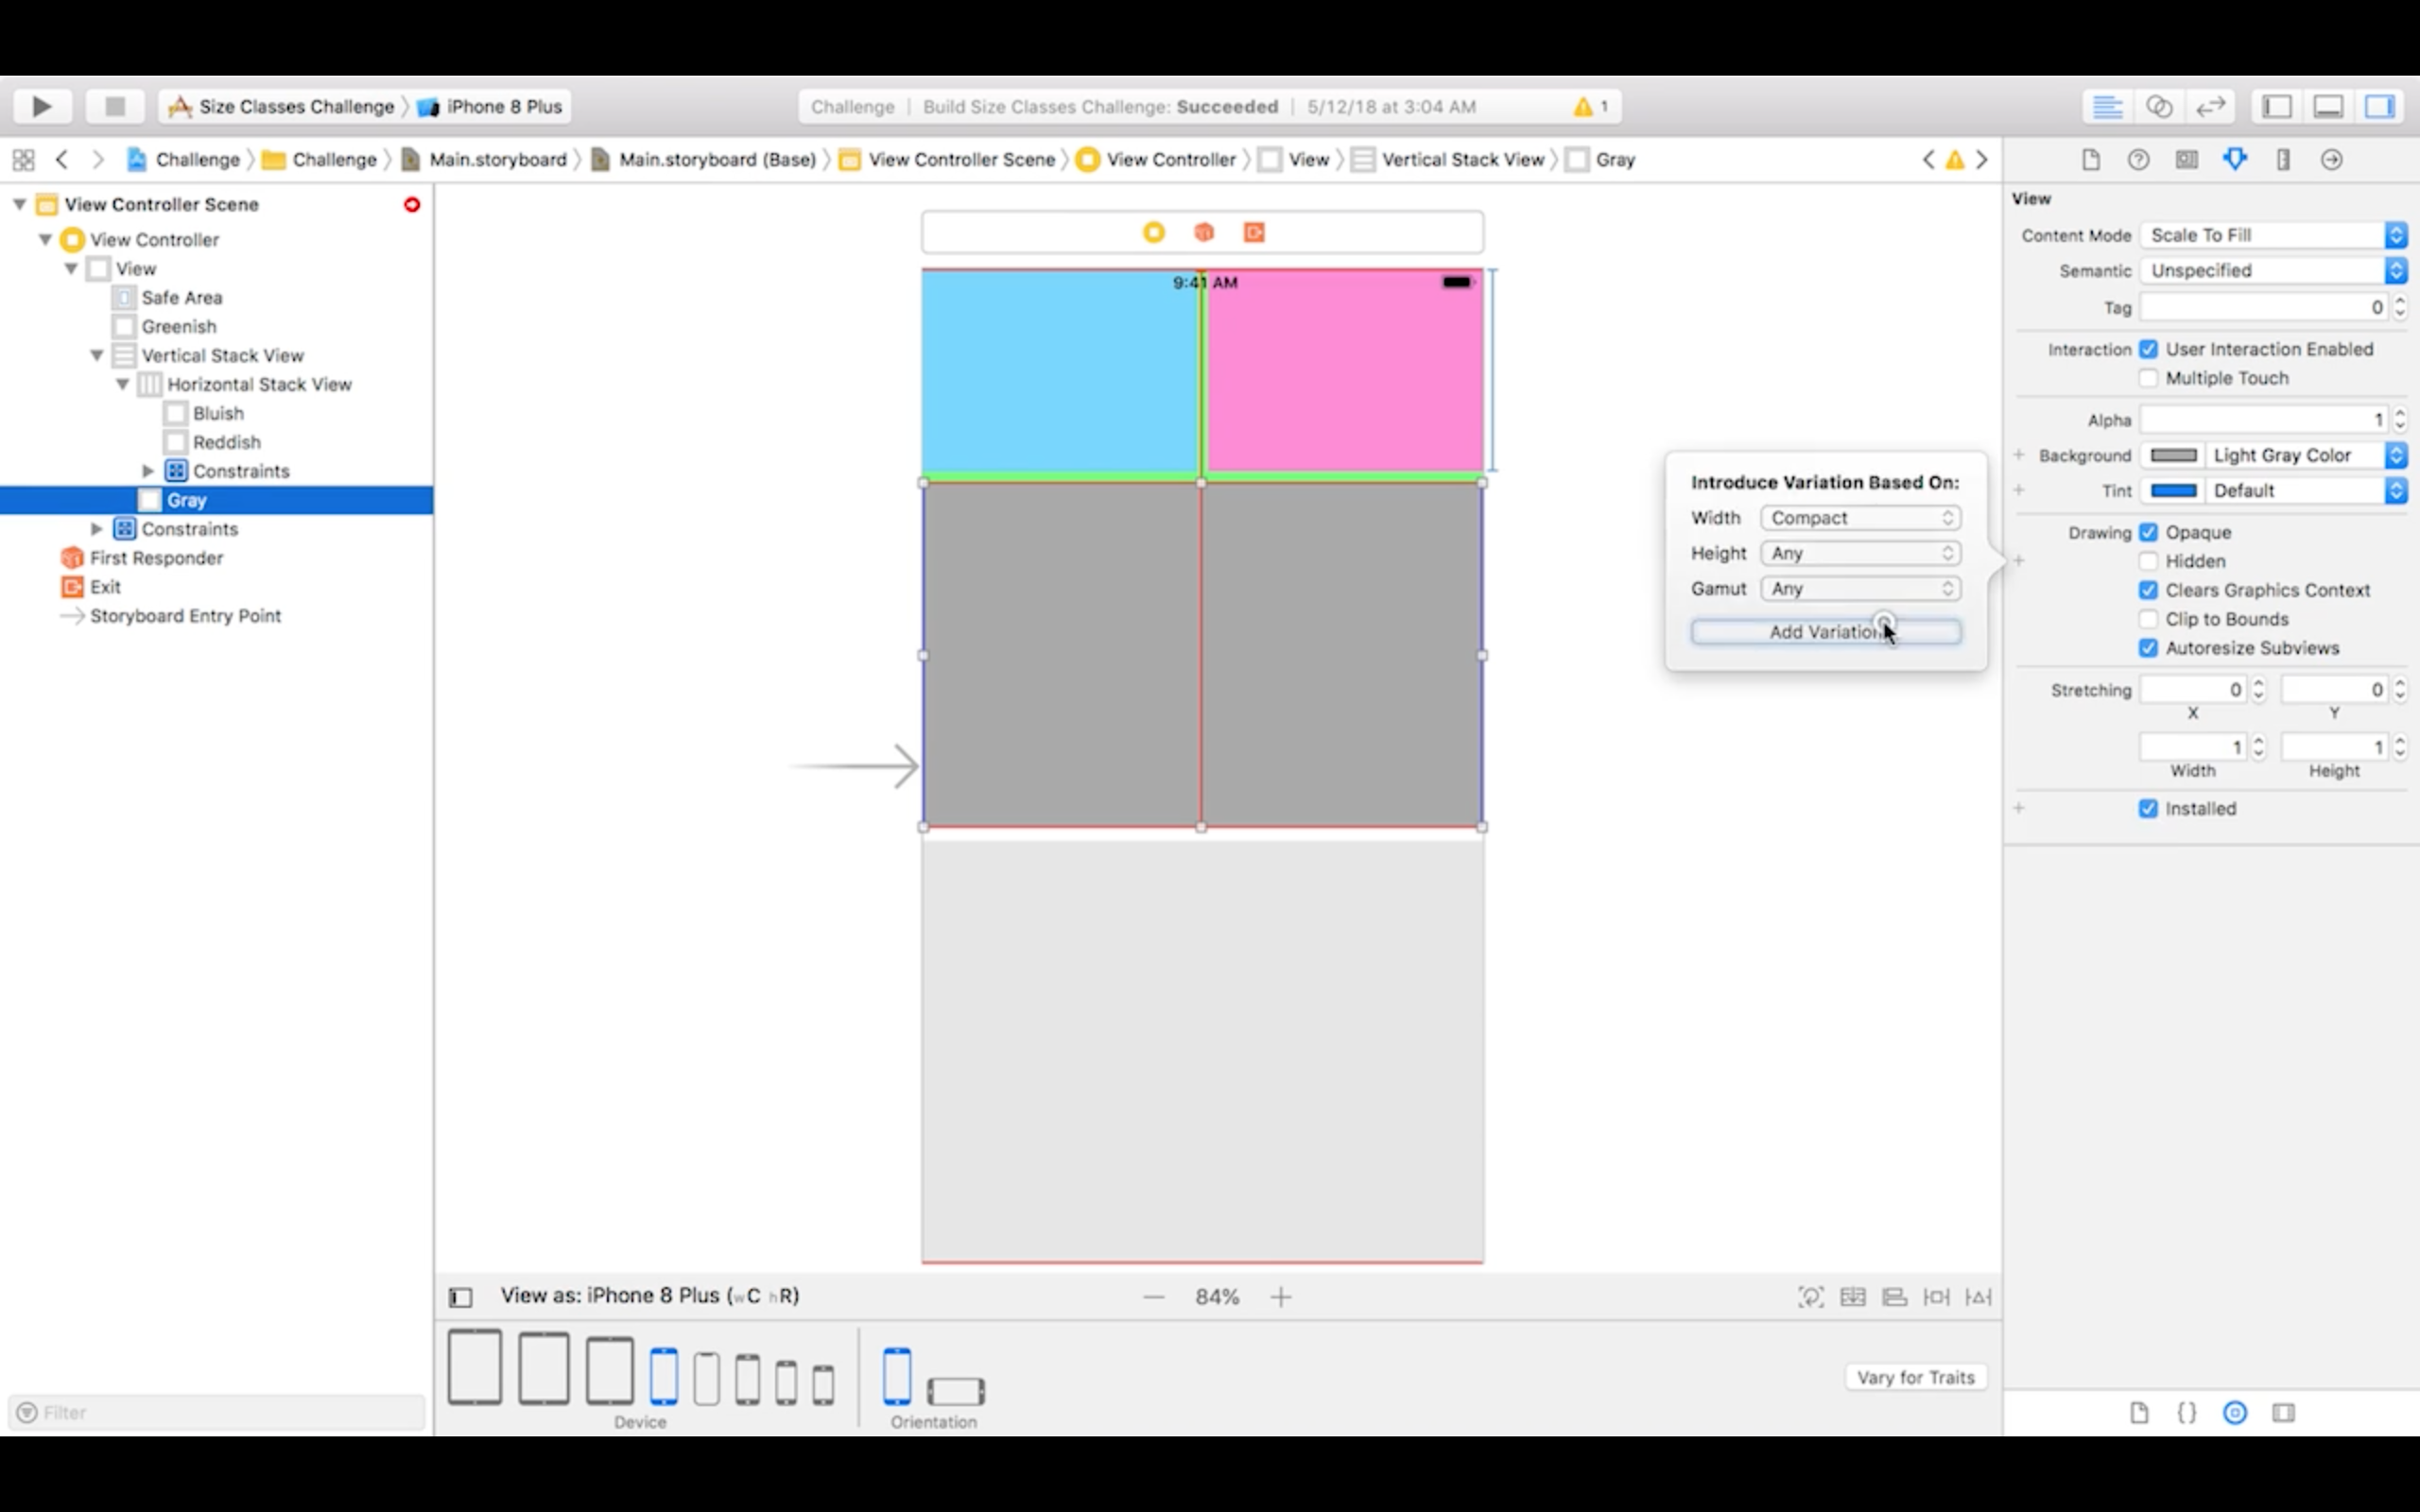 Size Classes Challenge 〉 iPhone 8 Plus
Challenge | Build Size Classes Challenge: Succeeded | 5/12/18 at 3:04 AM
1
Challenge 〉 Challenge 〉 Main.storyboard 〉 Main.storyboard (Base) 〉 View Controller Scene 〉 View Controller 〉 View 〉 Vertical Stack View 〉 Gray
View Controller Scene
View Controller
View
Safe Area
Greenish
Vertical Stack View
Horizontal Stack View
Bluish
Reddish
Constraints
Gray
Constraints
First Responder
Exit
Storyboard Entry Point
Filter
9:41 AM
Introduce Variation Based On:
Width Compact
Height Any
Gamut Any
Add Variation
View as: iPhone 8 Plus (wC hR)
84%
Device
Orientation
Vary for Traits
View
Content Mode Scale To Fill
Semantic Unspecified
Tag 0
Interaction User Interaction Enabled
Multiple Touch
Alpha 1
+ Background Light Gray Color
+ Tint Default
Drawing Opaque
+ Hidden
Clears Graphics Context
Clip to Bounds
Autoresize Subviews
Stretching 0 0
X Y
1 1
Width Height
+ Installed
{}